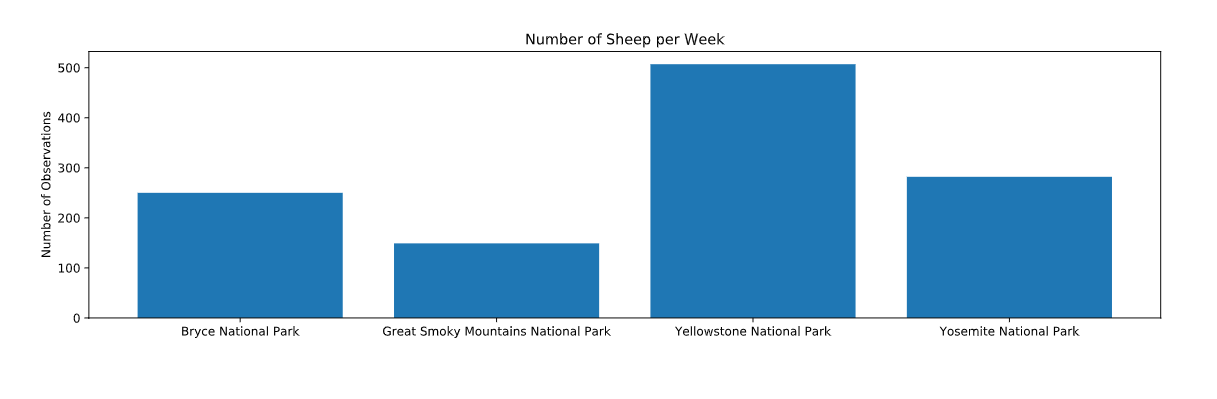 Number of Sheep per Week
Number of Observations
500
400
300
200
100
0
Bryce National Park
Great Smoky Mountains National Park
Yellowstone National Park
Yosemite National Park